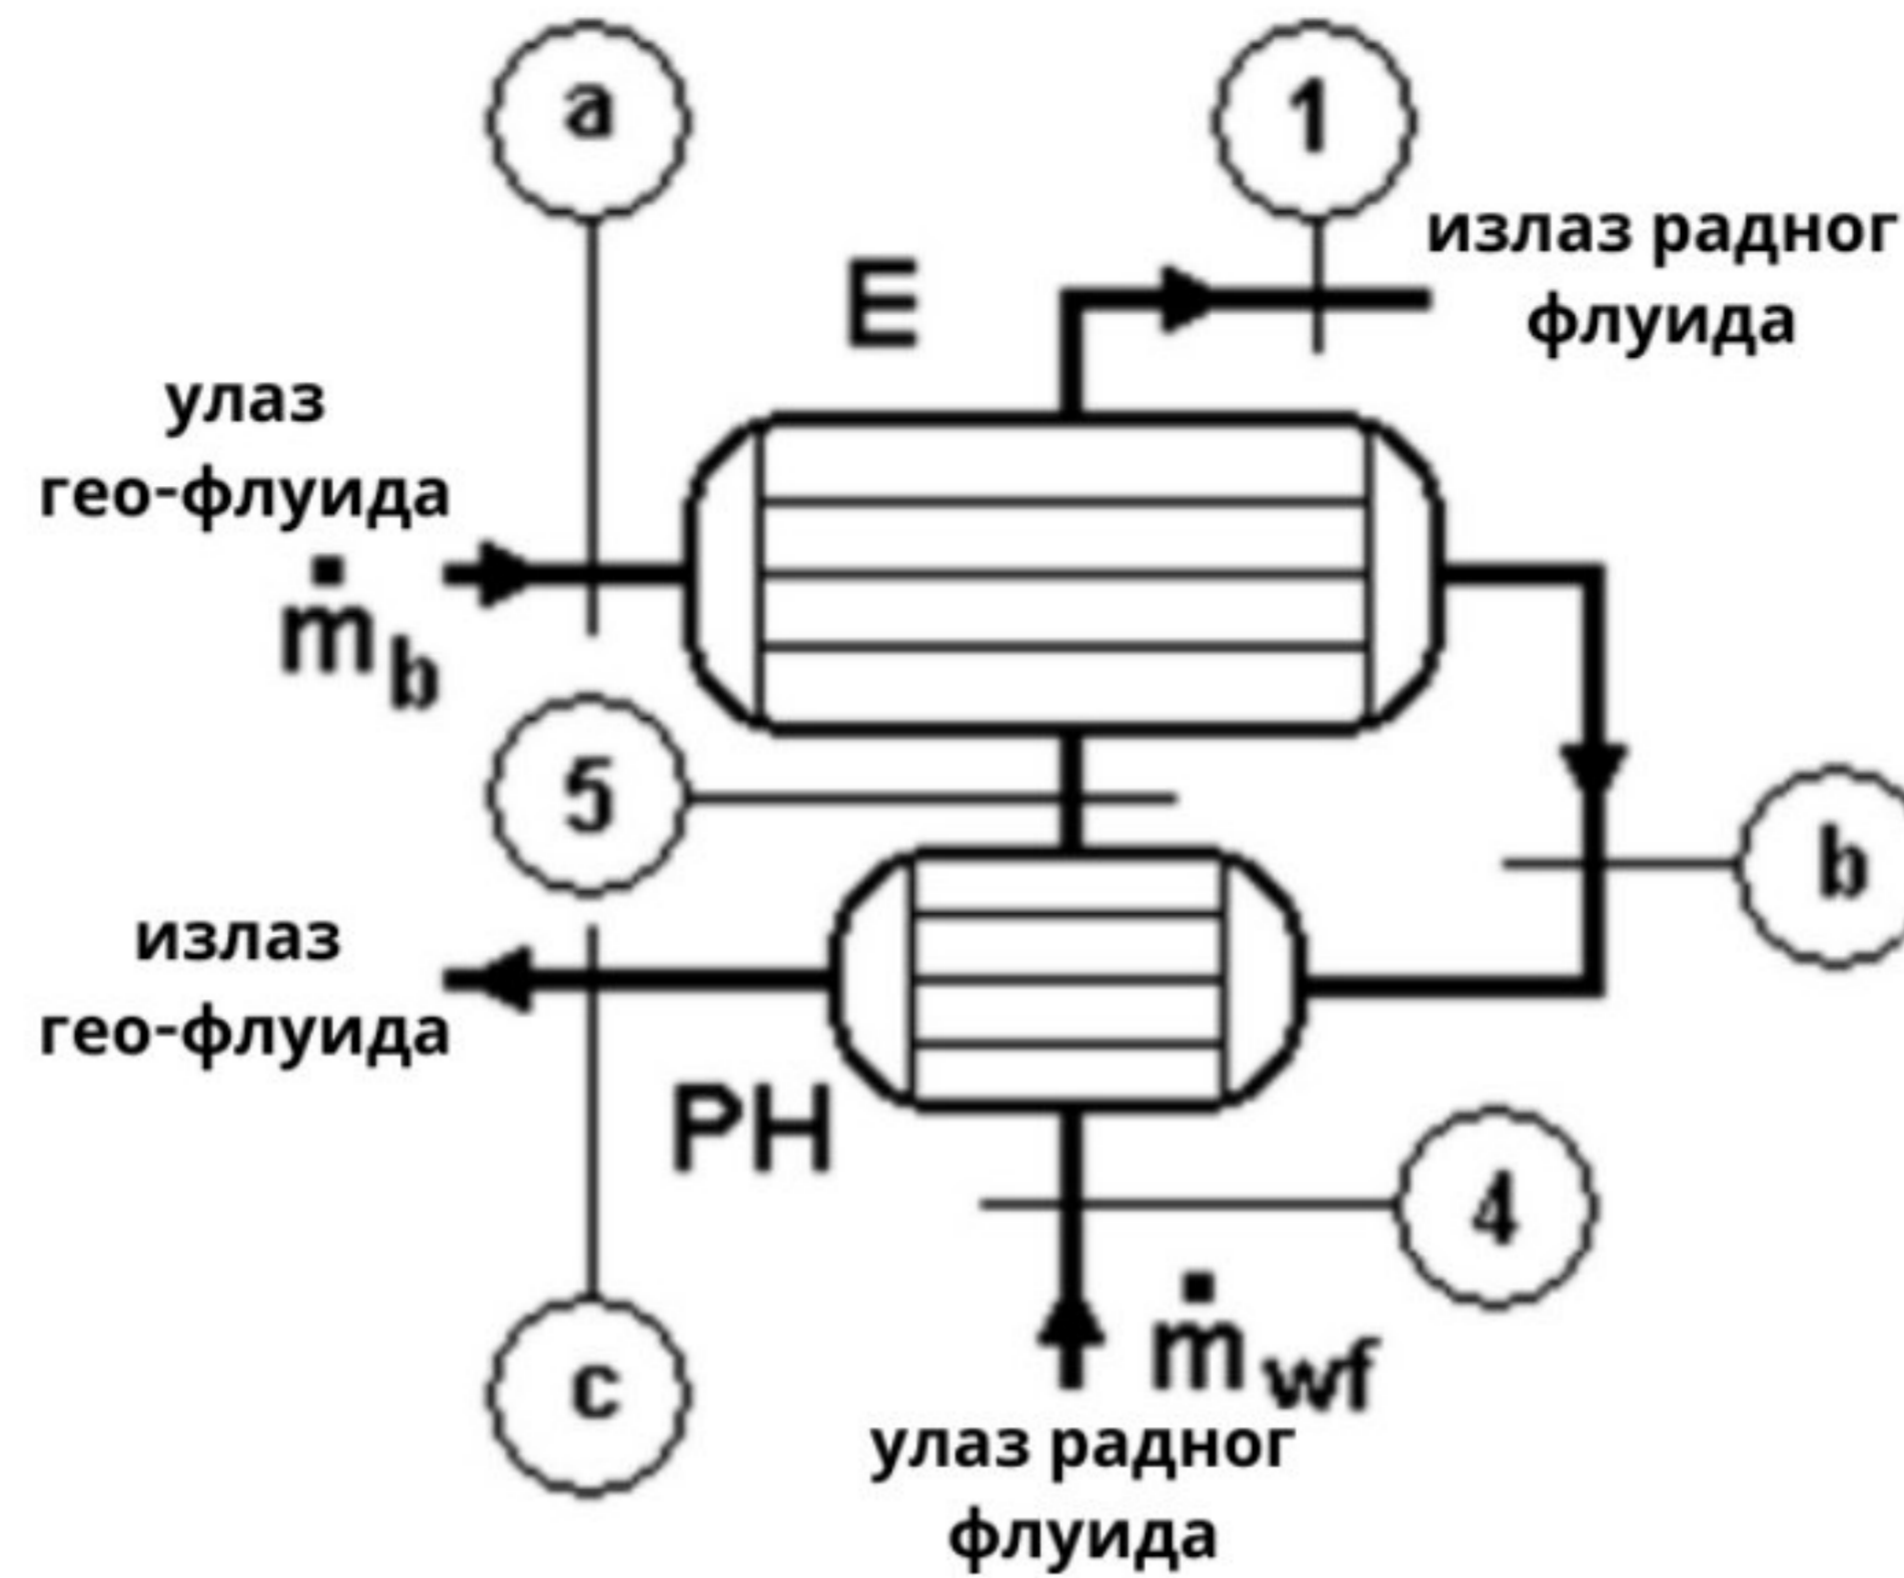 a
1
излаз радног
флуида
E
улаз
гео-флуида
ṁb
5
b
излаз
гео-флуида
PH
4
c
ṁwf
улаз радног
флуида